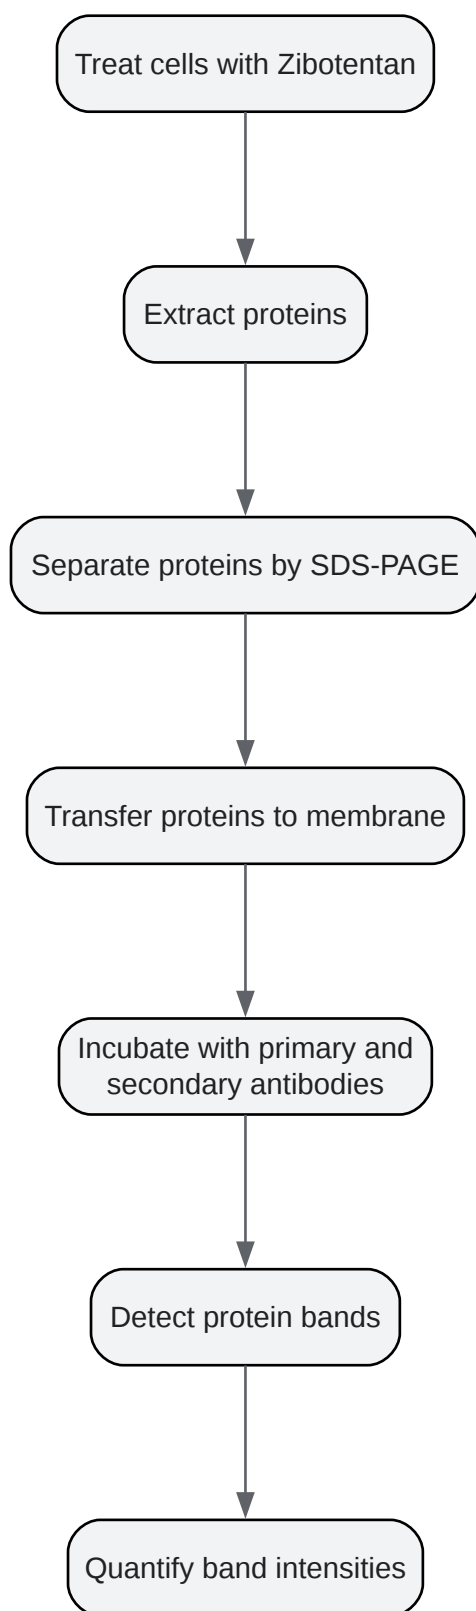 Treat cells with Zibotentan
Extract proteins
Separate proteins by SDS-PAGE
Transfer proteins to membrane
Incubate with primary and
secondary antibodies
Detect protein bands
Quantify band intensities